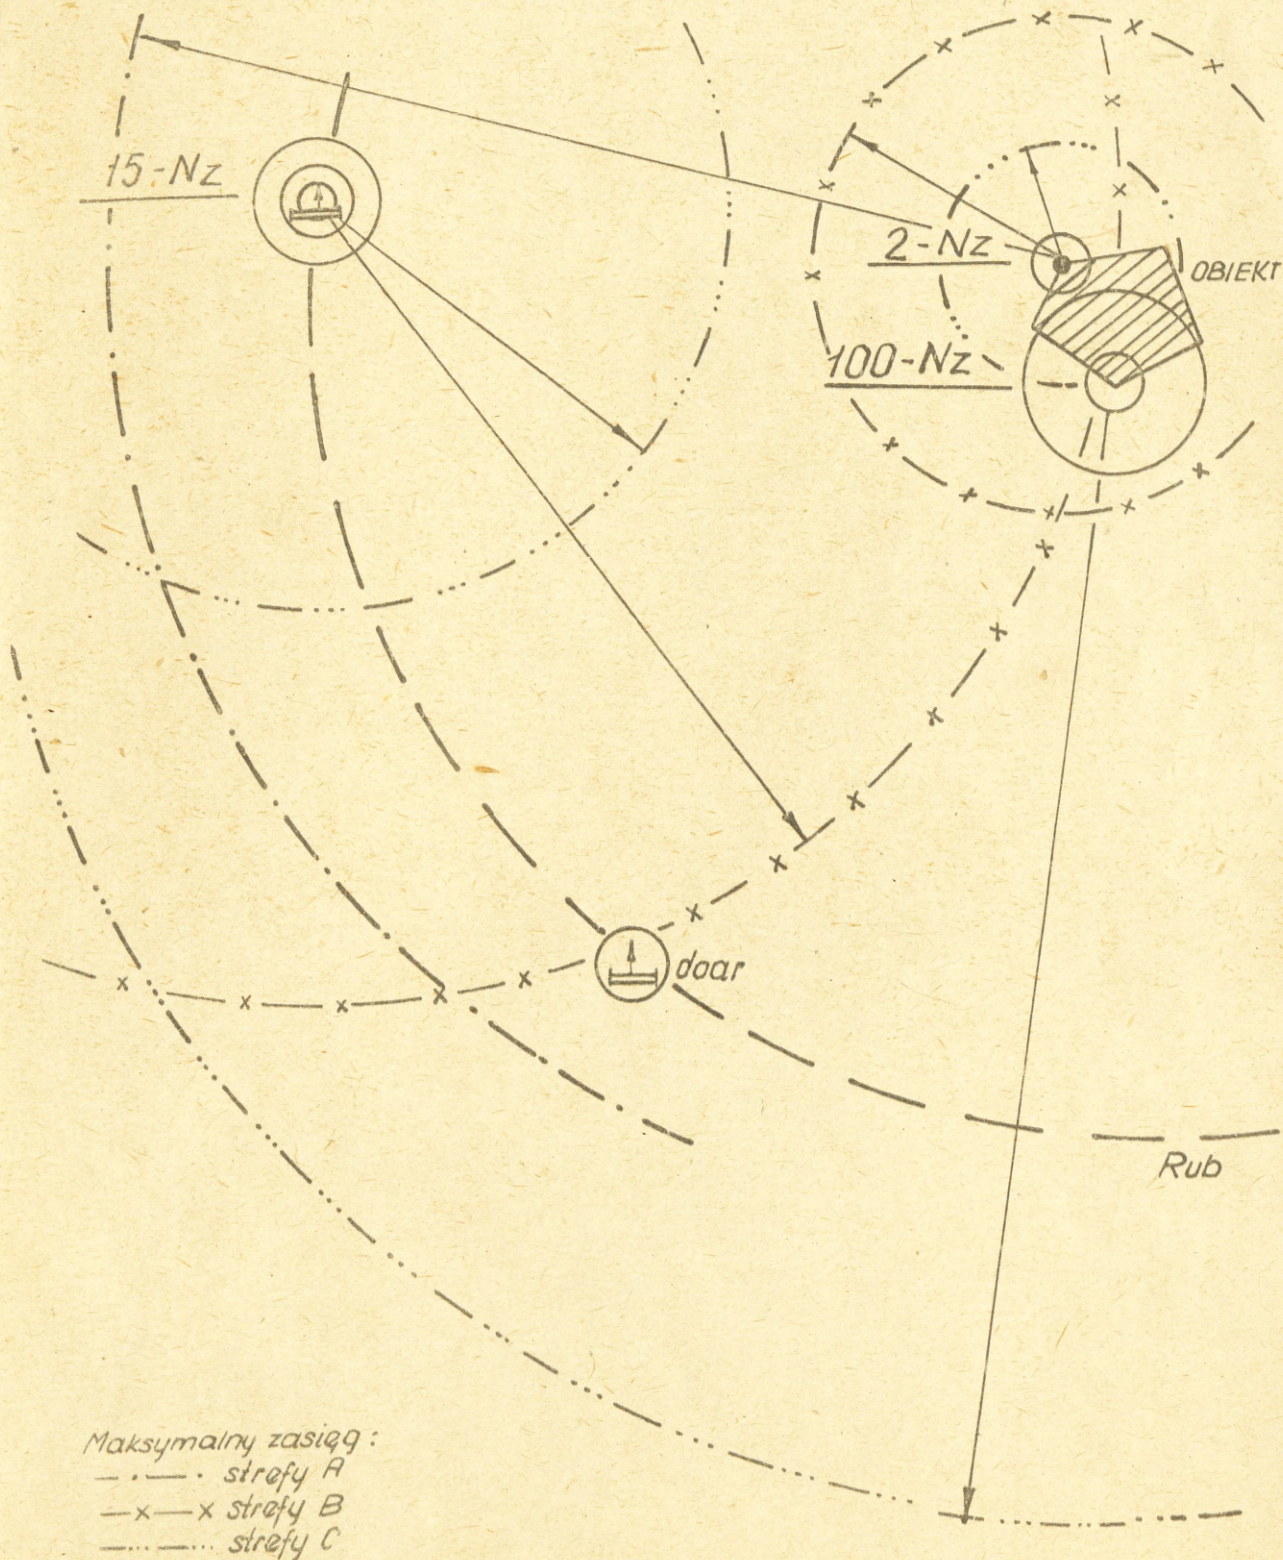 15-Nz
2-Nz
OBIEKT
100-Nz
doar
Rub
Maksymalny zasięg:
strefy A
strefy B
strefy C